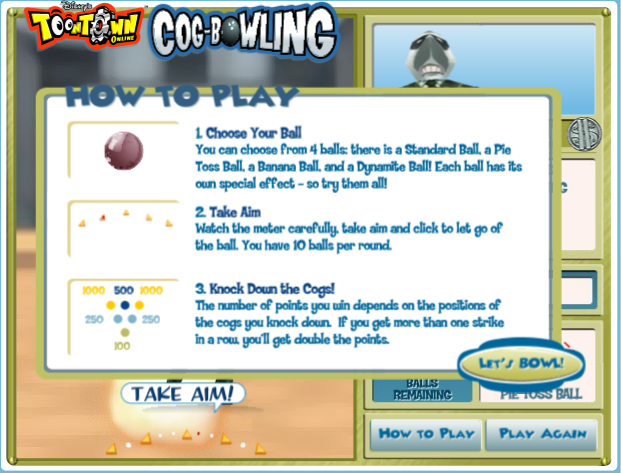 Disney's
TOONTOWN
ONLINE
COG-BOWLING
HOW TO PLAY
1. Choose Your Ball
You can choose from 4 balls: there is a Standard Ball, a Pie
Toss Ball, a Banana Ball, and a Dynamite Ball! Each ball has its
own special effect - so try them all!
2. Take Aim
Watch the meter carefully, take aim and click to let go of
the ball. You have 10 balls per round.
1000 500 1000
250 250
100
3. Knock Down the Cogs!
The number of points you win depends on the positions of
the cogs you knock down. If you get more than one strike
in a row, you'll get double the points.
LET'S BOWL!
TAKE AIM!
BALLS
REMAINING
PIE TOSS BALL
HOW TO PLAY
PLAY AGAIN